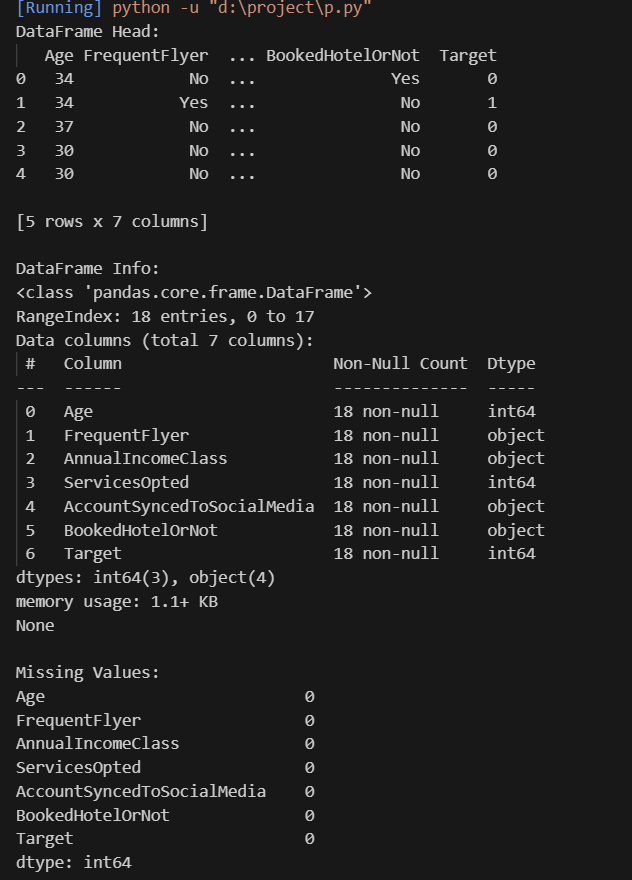 [Running] python -u "d:\project\p.py"
DataFrame Head:
   Age FrequentFlyer  ... BookedHotelOrNot  Target
0   34            No  ...              Yes       0
1   34           Yes  ...               No       1
2   37            No  ...               No       0
3   30            No  ...               No       0
4   30            No  ...               No       0
[5 rows x 7 columns]
DataFrame Info:
<class 'pandas.core.frame.DataFrame'>
RangeIndex: 18 entries, 0 to 17
Data columns (total 7 columns):
 #   Column                      Non-Null Count  Dtype
---  ------                      --------------  -----
 0   Age                         18 non-null     int64
 1   FrequentFlyer               18 non-null     object
 2   AnnualIncomeClass           18 non-null     object
 3   ServicesOpted               18 non-null     int64
 4   AccountSyncedToSocialMedia  18 non-null     object
 5   BookedHotelOrNot            18 non-null     object
 6   Target                      18 non-null     int64
dtypes: int64(3), object(4)
memory usage: 1.1+ KB
None
Missing Values:
Age                           0
FrequentFlyer                 0
AnnualIncomeClass             0
ServicesOpted                 0
AccountSyncedToSocialMedia    0
BookedHotelOrNot              0
Target                        0
dtype: int64